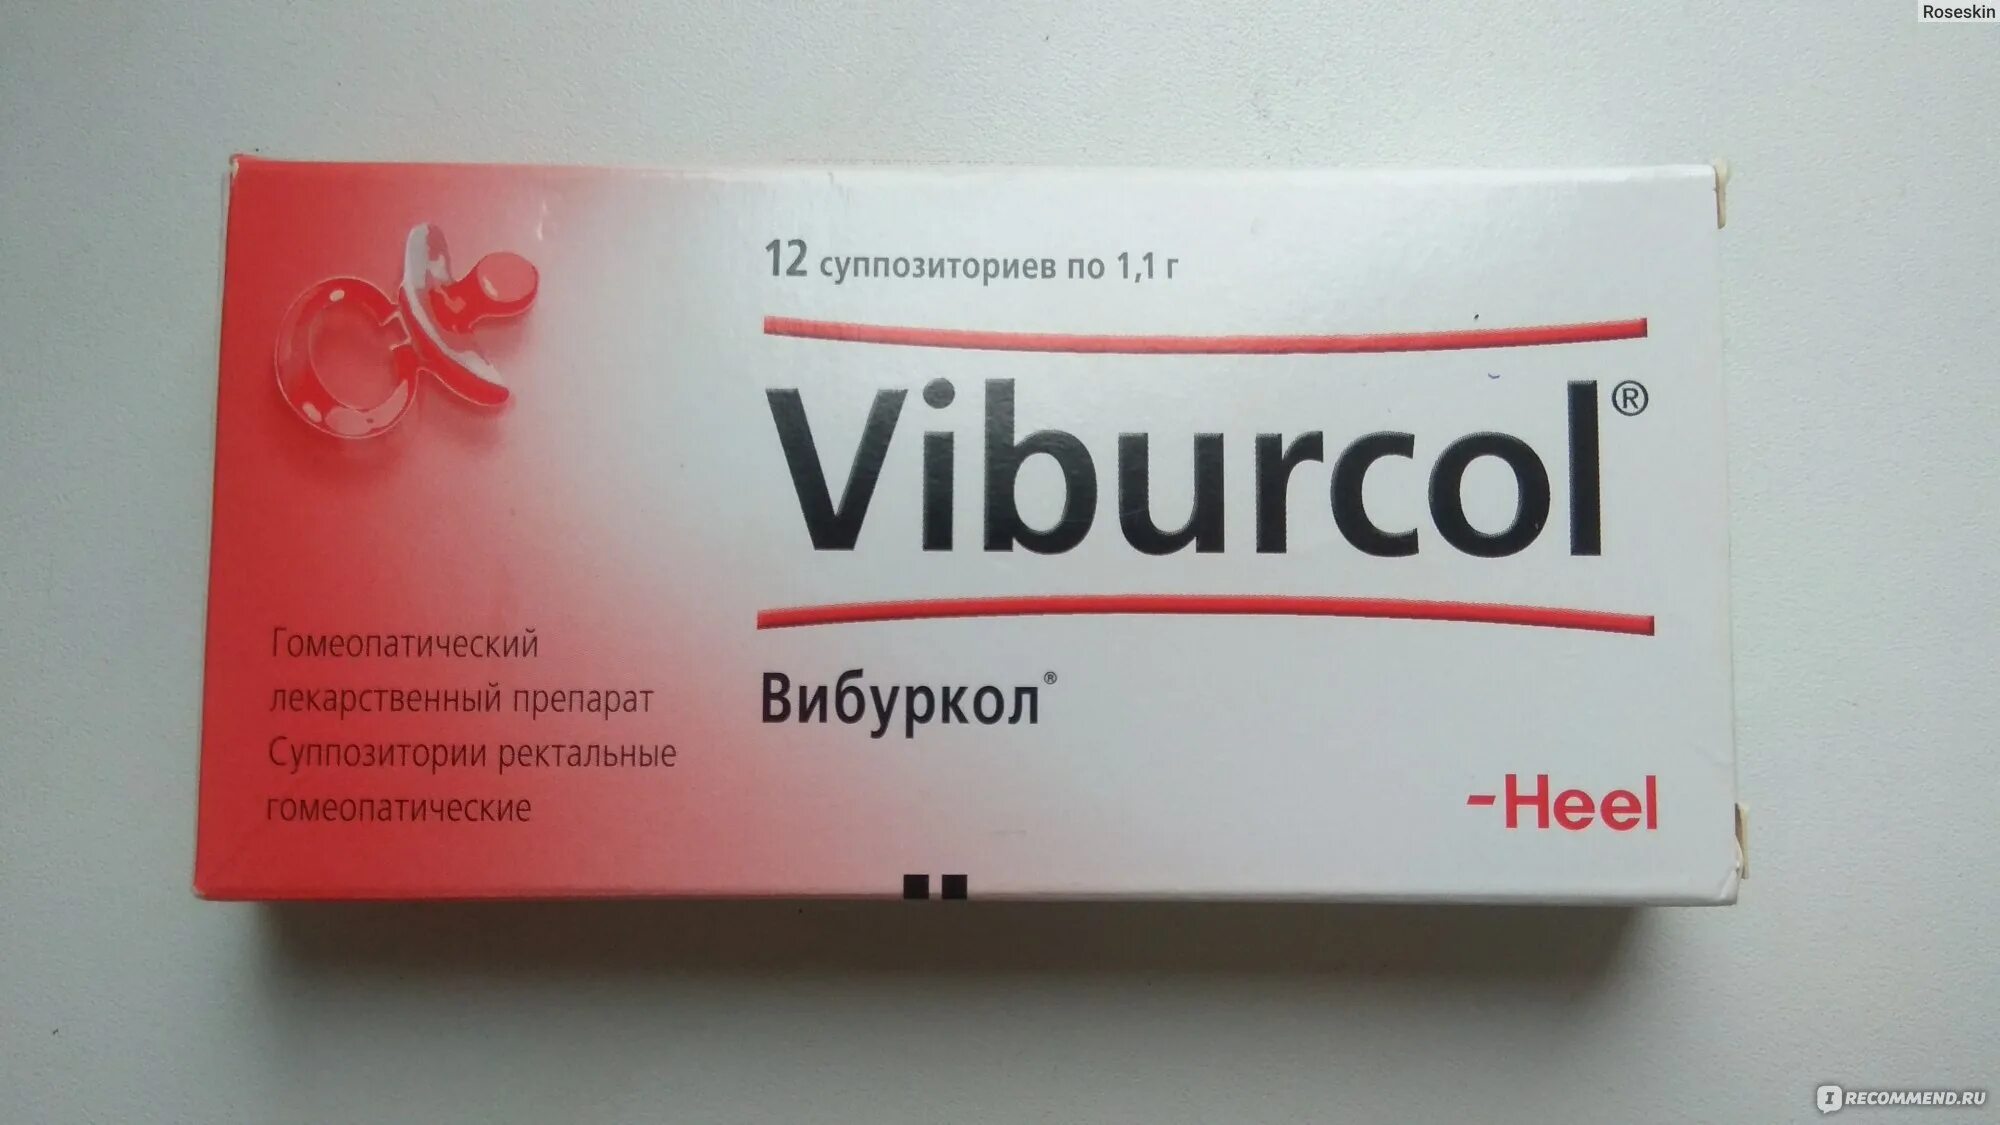 Roseskin
12 суппозиториев по 1,1 г
Viburcol®
Вибуркол®
Гомеопатический
лекарственный препарат
Суппозитории ректальные
гомеопатические
-Heel
I RECOMMEND.RU